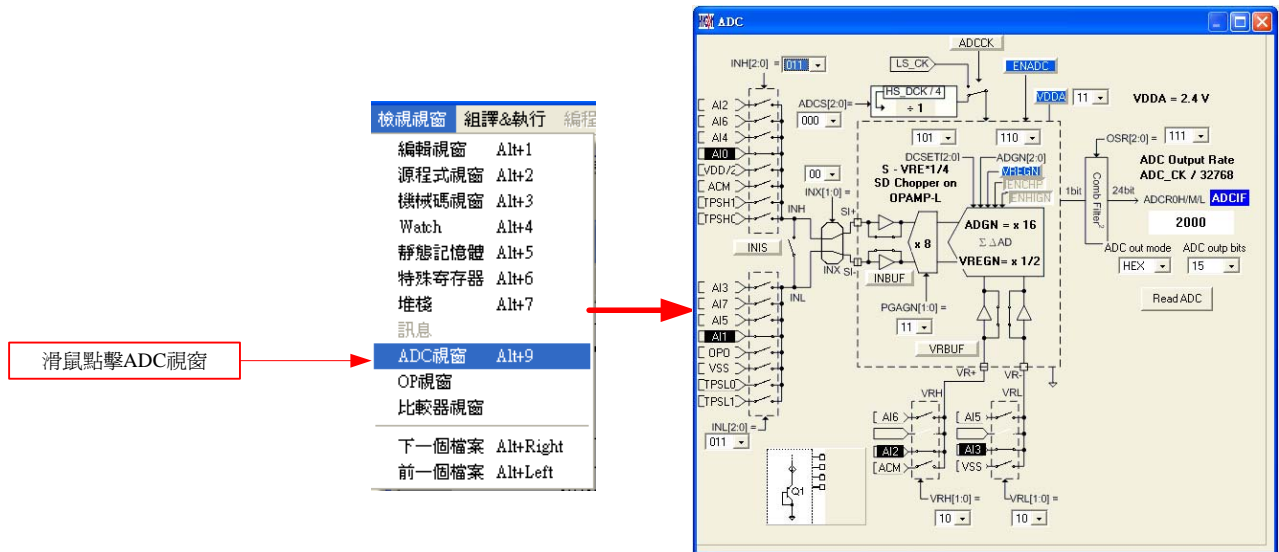 滑鼠點擊ADC視窗
檢視視窗 組譯&執行 編程
編輯視窗 Alt+1
源程式視窗 Alt+2
機械碼視窗 Alt+3
Watch Alt+4
靜態記憶體 Alt+5
特殊寄存器 Alt+6
堆棧 Alt+7
訊息
ADC視窗 Alt+9
OP視窗
比較器視窗
下一個檔案 Alt+Right
前一個檔案 Alt+Left
ADC
ADCCK
INH[2:0] = 011
LS_CK
ENADC
HS_DCK / 4
÷ 1
ADCS[2:0]=
000
VDDA 11 VDDA = 2.4 V
AI2
AI6
AI4
AI0
VDD/2
ACM
TPSH1
TPSH0
101
110
DCSET[2:0]
ADGN[2:0]
S - VRE*1/4
SD Chopper on
OPAMP-L
VREGN
ENCHP
ENHIGN
OSR[2:0] = 111
ADC Output Rate
ADC_CK / 32768
1bit
Comb Filter²
24bit
ADCR0H/M/L ADCIF
2000
ADC out mode ADC outp bits
HEX 15
Read ADC
00
INX[1:0] =
INH
SI+
INIS
INX
SI-
INL
INBUF
x 8
ADGN = x 16
ΣΔAD
VREGN= x 1/2
PGAGN[1:0] =
11
VRBUF
AI3
AI7
AI5
AI1
OPO
VSS
TPSL0
TPSL1
INL[2:0] =
011
VR+
VR-
VRH
VRL
AI6
AI2
ACM
AI5
AI3
VSS
VRH[1:0] =
10
VRL[1:0] =
10
Q1